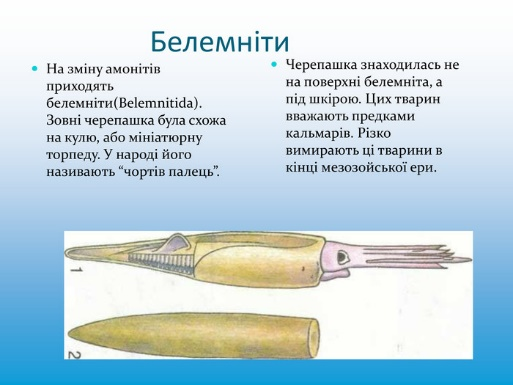 Белемніти
На зміну амонітів
приходять
белемніти(Belemnitida).
Зовні черепашка була схожа
на кулю, або мініатюрну
торпеду. У народі його
називають “чортів палець”.
Черепашка знаходилась не
на поверхні белемніта, а
під шкірою. Цих тварин
вважають предками
кальмарів. Різко
вимирають ці тварини в
кінці мезозойської ери.
1
2